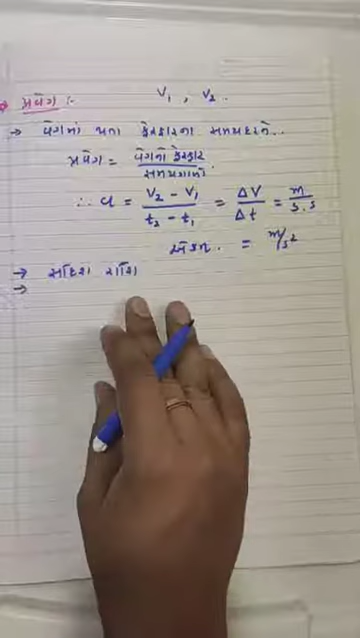 પ્રવેગ :- V₁ , V₂ .
→ વેગમાં થતા ફેરફારના સમયદરને..
પ્રવેગ = વેગનો ફેરફાર / સમયગાળો .
∴ a = V₂ - V₁ / t₂ - t₁ = ΔV / Δt = m / s.s
એકમ . = m/s²
→ સદિશ રાશિ
→